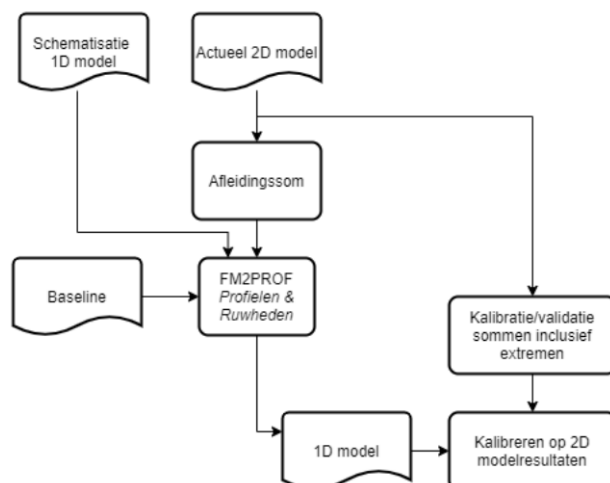 Schematisatie
1D model
Actueel 2D model
Afleidingssom
Baseline
FM2PROF
Profielen &
Ruwheden
Kalibratie/validatie
sommen inclusief
extremen
1D model
Kalibreren op 2D
modelresultaten